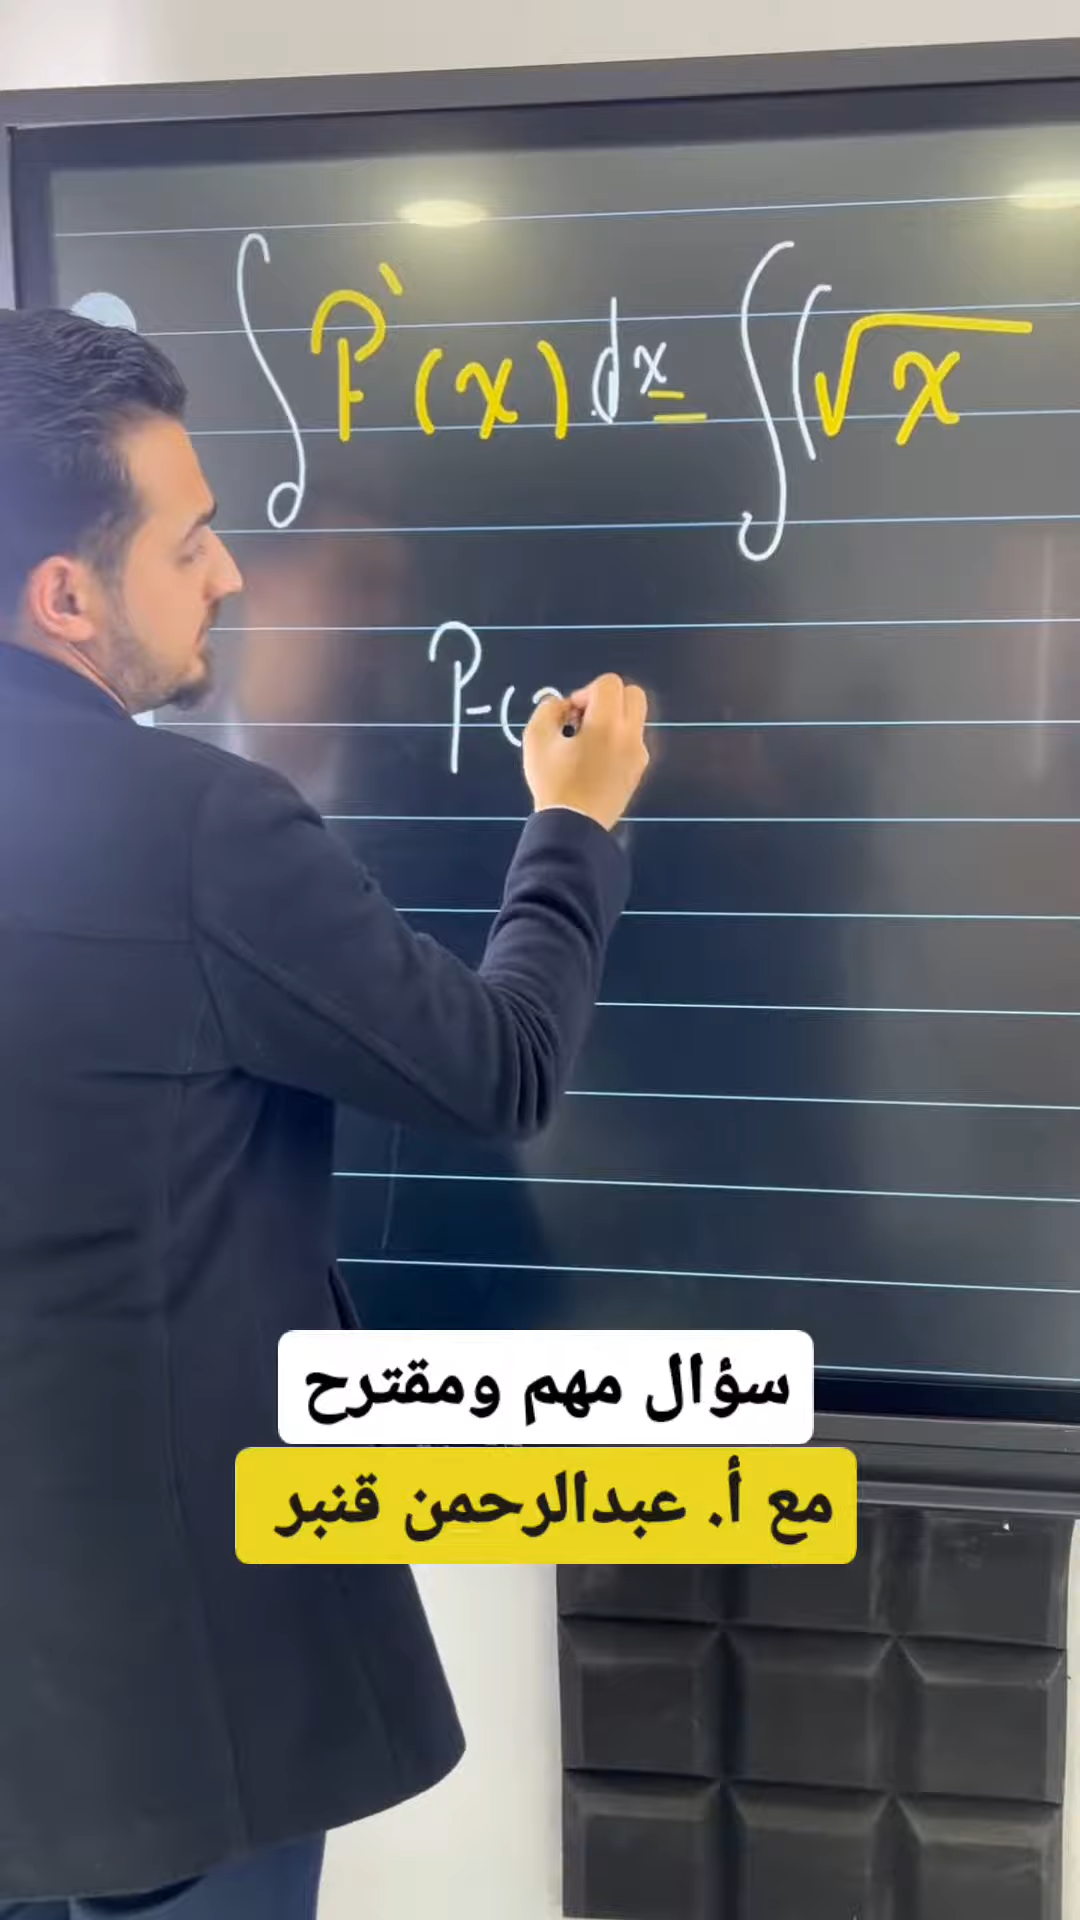 ∫ f'(x) dx = ∫ (√x
f(
سؤال مهم ومقترح
مع أ. عبدالرحمن قنبر